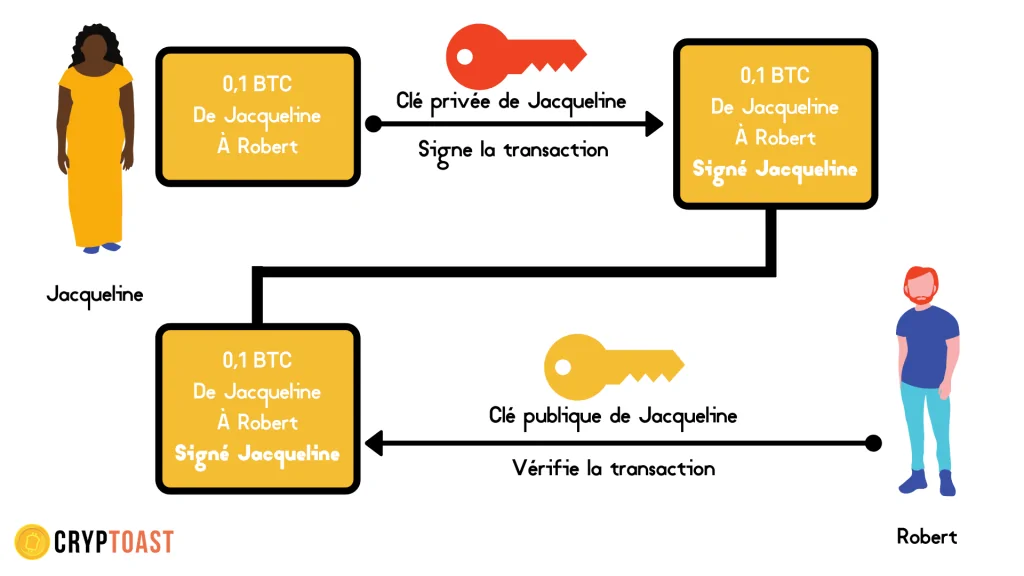 0,1 BTC
De Jacqueline
À Robert
Clé privée de Jacqueline
Signe la transaction
0,1 BTC
De Jacqueline
À Robert
Signé Jacqueline
Jacqueline
0,1 BTC
De Jacqueline
À Robert
Signé Jacqueline
Clé publique de Jacqueline
Vérifie la transaction
Robert
CRYPTOAST